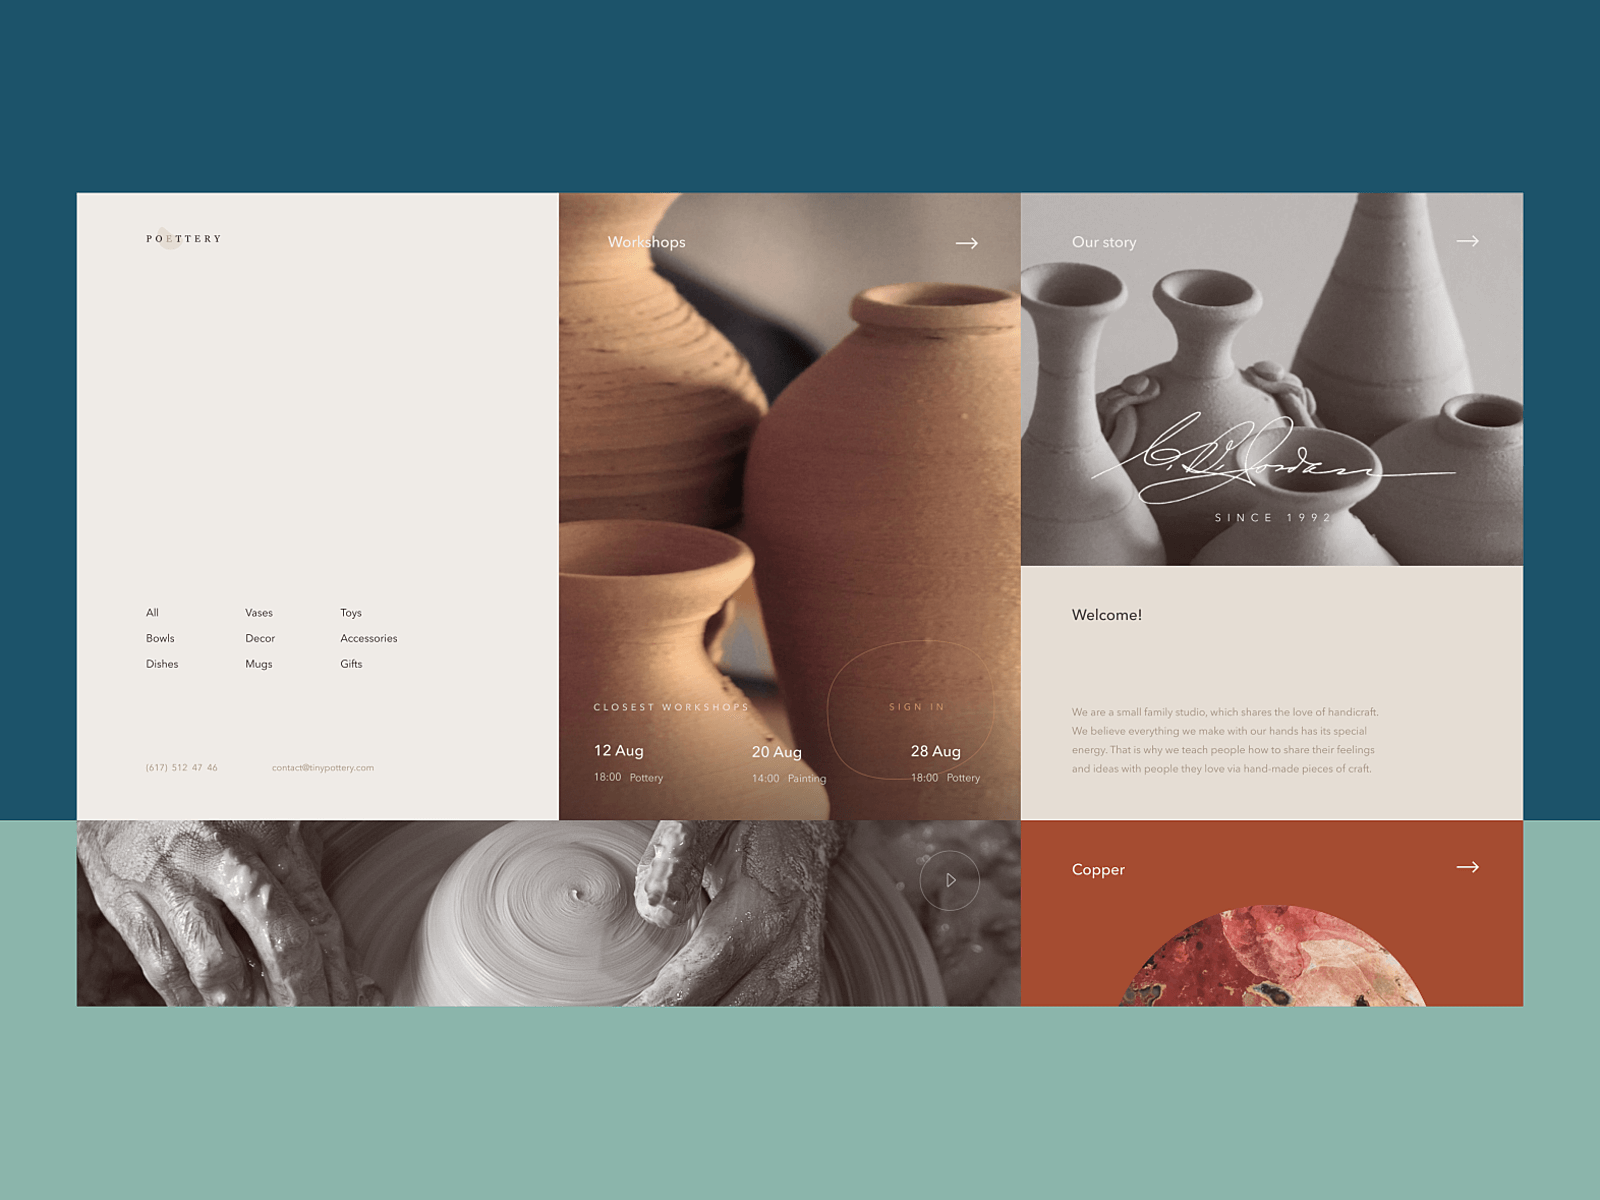 POETTERY
All
Vases
Toys
Bowls
Decor
Accessories
Dishes
Mugs
Gifts
(617) 512 47 46
contact@tinypottery.com
Workshops
CLOSEST WORKSHOPS
SIGN IN
12 Aug
20 Aug
28 Aug
18:00 Pottery
14:00 Painting
18:00 Pottery
Our story
C. D. Jordan
SINCE 1992
Welcome!
We are a small family studio, which shares the love of handicraft.
We believe everything we make with our hands has its special
energy. That is why we teach people how to share their feelings
and ideas with people they love via hand-made pieces of craft.
Copper